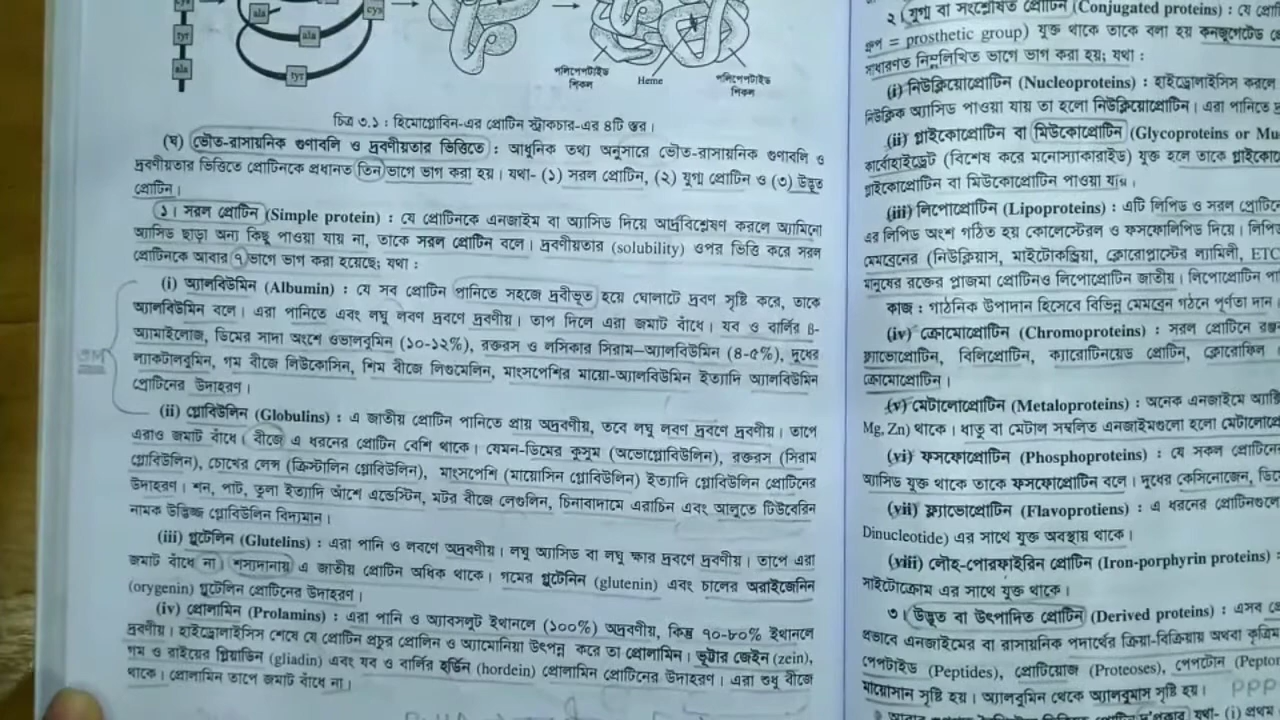 cys
ala
tyr
ala
ala
tyr
cys
পলিপেপটাইড
শিকল
Heme
পলিপেপটাইড
শিকল
চিত্র ৩.১ : হিমোগ্লোবিন-এর প্রোটিন স্ট্রাকচার-এর ৪টি স্তর।
(ঘ) ভৌত-রাসায়নিক গুণাবলি ও দ্রবণীয়তার ভিত্তিতে : আধুনিক তথ্য অনুসারে ভৌত-রাসায়নিক গুণাবলি ও
দ্রবণীয়তার ভিত্তিতে প্রোটিনকে প্রধানত তিন ভাগে ভাগ করা হয়। যথা- (১) সরল প্রোটিন, (২) যুগ্ম প্রোটিন ও (৩) উদ্ভূত
প্রোটিন।
১। সরল প্রোটিন (Simple protein) : যে প্রোটিনকে এনজাইম বা অ্যাসিড দিয়ে আর্দ্রবিশ্লেষণ করলে অ্যামিনো
অ্যাসিড ছাড়া অন্য কিছু পাওয়া যায় না, তাকে সরল প্রোটিন বলে। দ্রবণীয়তার (solubility) ওপর ভিত্তি করে সরল
প্রোটিনকে আবার ৭ ভাগে ভাগ করা হয়েছে; যথা :
(i) অ্যালবিউমিন (Albumin) : যে সব প্রোটিন পানিতে সহজে দ্রবীভূত হয়ে ঘোলাটে দ্রবণ সৃষ্টি করে, তাকে
অ্যালবিউমিন বলে। এরা পানিতে এবং লঘু লবণ দ্রবণে দ্রবণীয়। তাপ দিলে এরা জমাট বাঁধে। যব ও বার্লির β-
অ্যামাইলোজ, ডিমের সাদা অংশে ওভালবুমিন (১০-১২%), রক্তরস ও লসিকার সিরাম–অ্যালবিউমিন (৪-৫%), দুধের
ল্যাকটালবুমিন, গম বীজে লিউকোসিন, শিম বীজে লিগুমেলিন, মাংসপেশির মায়ো-অ্যালবিউমিন ইত্যাদি অ্যালবিউমিন
প্রোটিনের উদাহরণ।
(ii) গ্লোবিউলিন (Globulins) : এ জাতীয় প্রোটিন পানিতে প্রায় অদ্রবণীয়, তবে লঘু লবণ দ্রবণে দ্রবণীয়। তাপে
এরাও জমাট বাঁধে। বীজে এ ধরনের প্রোটিন বেশি থাকে। যেমন-ডিমের কুসুম (অভোগ্লোবিউলিন), রক্তরস (সিরাম
গ্লোবিউলিন), চোখের লেন্স (ক্রিস্টালিন গ্লোবিউলিন), মাংসপেশি (মায়োসিন গ্লোবিউলিন) ইত্যাদি গ্লোবিউলিন প্রোটিনের
উদাহরণ। শন, পাট, তুলা ইত্যাদি আঁশে এডেস্টিন, মটর বীজে লেগুলিন, চিনাবাদামে এরাচিন এবং আলুতে টিউবেরিন
নামক উদ্ভিজ্জ গ্লোবিউলিন বিদ্যমান।
(iii) গ্লুটেলিন (Glutelins) : এরা পানি ও লবণে অদ্রবণীয়। লঘু অ্যাসিড বা লঘু ক্ষার দ্রবণে দ্রবণীয়। তাপে এরা
জমাট বাঁধে না। শস্যদানায় এ জাতীয় প্রোটিন অধিক থাকে। গমের গ্লুটেনিন (glutenin) এবং চালের অরাইজেনিন
(orygenin) গ্লুটেলিন প্রোটিনের উদাহরণ।
(iv) প্রোলামিন (Prolamins) : এরা পানি ও অ্যাবসলুট ইথানলে (১০০%) অদ্রবণীয়, কিন্তু ৭০-৮০% ইথানলে
দ্রবণীয়। হাইড্রোলাইসিস শেষে যে প্রোটিন প্রচুর প্রোলিন ও অ্যামোনিয়া উৎপন্ন করে তা প্রোলামিন। ভুট্টার জেইন (zein),
গম ও রাইয়ের গ্লিয়াডিন (gliadin) এবং যব ও বার্লির হর্ডিন (hordein) প্রোলামিন প্রোটিনের উদাহরণ। এরা শুধু বীজে
থাকে। প্রোলামিন তাপে জমাট বাঁধে না।
২। যুগ্ম বা সংশ্লেষিত প্রোটিন (Conjugated proteins) : যে
গ্রুপ = prosthetic group) যুক্ত থাকে তাকে বলা হয় কনজুগেটেড
সাধারণত নিম্নলিখিত ভাগে ভাগ করা হয়; যথা :
(i) নিউক্লিয়োপ্রোটিন (Nucleoproteins) : হাইড্রোলাইসিস করলে
নিউক্লিক অ্যাসিড পাওয়া যায় তা হলো নিউক্লিয়োপ্রোটিন। এরা পানিতে
(ii) গ্লাইকোপ্রোটিন বা মিউকোপ্রোটিন (Glycoproteins or Mu
কার্বোহাইড্রেট (বিশেষ করে মনোস্যাকারাইড) যুক্ত হলে তাকে
গ্লাইকোপ্রোটিন বা মিউকোপ্রোটিন পাওয়া যায়।
(iii) লিপোপ্রোটিন (Lipoproteins) : এটি লিপিড ও সরল
এর লিপিড অংশ গঠিত হয় কোলেস্টেরল ও ফসফোলিপিড দিয়ে।
মেমব্রেনের (নিউক্লিয়াস, মাইটোকন্ড্রিয়া, ক্লোরোপ্লাস্টের ল্যামিলী, ETC
মানুষের রক্তের প্লাজমা প্রোটিনও লিপোপ্রোটিন জাতীয়। লিপোপ্রোটিন
কাজ : গাঠনিক উপাদান হিসেবে বিভিন্ন মেমব্রেন গঠনে পূর্ণতা দান
(iv) ক্রোমোপ্রোটিন (Chromoproteins) : সরল প্রোটিনে
ফ্লাভোপ্রোটিন, বিলিপ্রোটিন, ক্যারোটিনয়েড প্রোটিন, ক্লোরোফিল
ক্রোমোপ্রোটিন।
(v) মেটালোপ্রোটিন (Metaloproteins) : অনেক এনজাইমে
Mg, Zn) থাকে। ধাতু বা মেটাল সম্বলিত এনজাইমগুলো হলো
(vi) ফসফোপ্রোটিন (Phosphoproteins) : যে সকল
অ্যাসিড যুক্ত থাকে তাকে ফসফোপ্রোটিন বলে। দুধের কেসিনোজেন,
(vii) ফ্ল্যাভোপ্রোটিন (Flavoprotiens) : এ ধরনের
Dinucleotide) এর সাথে যুক্ত অবস্থায় থাকে।
(viii) লৌহ-পোরফাইরিন প্রোটিন (Iron-porphyrin proteins) :
সাইটোক্রোম এর সাথে যুক্ত থাকে।
৩। উদ্ভূত বা উৎপাদিত প্রোটিন (Derived proteins) : এসব
প্রভাবে এনজাইমের বা রাসায়নিক পদার্থের ক্রিয়া-বিক্রিয়ায় অথবা কৃত্রিম
পেপটাইড (Peptides), প্রোটিয়োজ (Proteoses), পেপটোন (Pepton
মায়োসান সৃষ্টি হয়। অ্যালবুমিন থেকে অ্যালবুমাস সৃষ্টি হয়। PPP